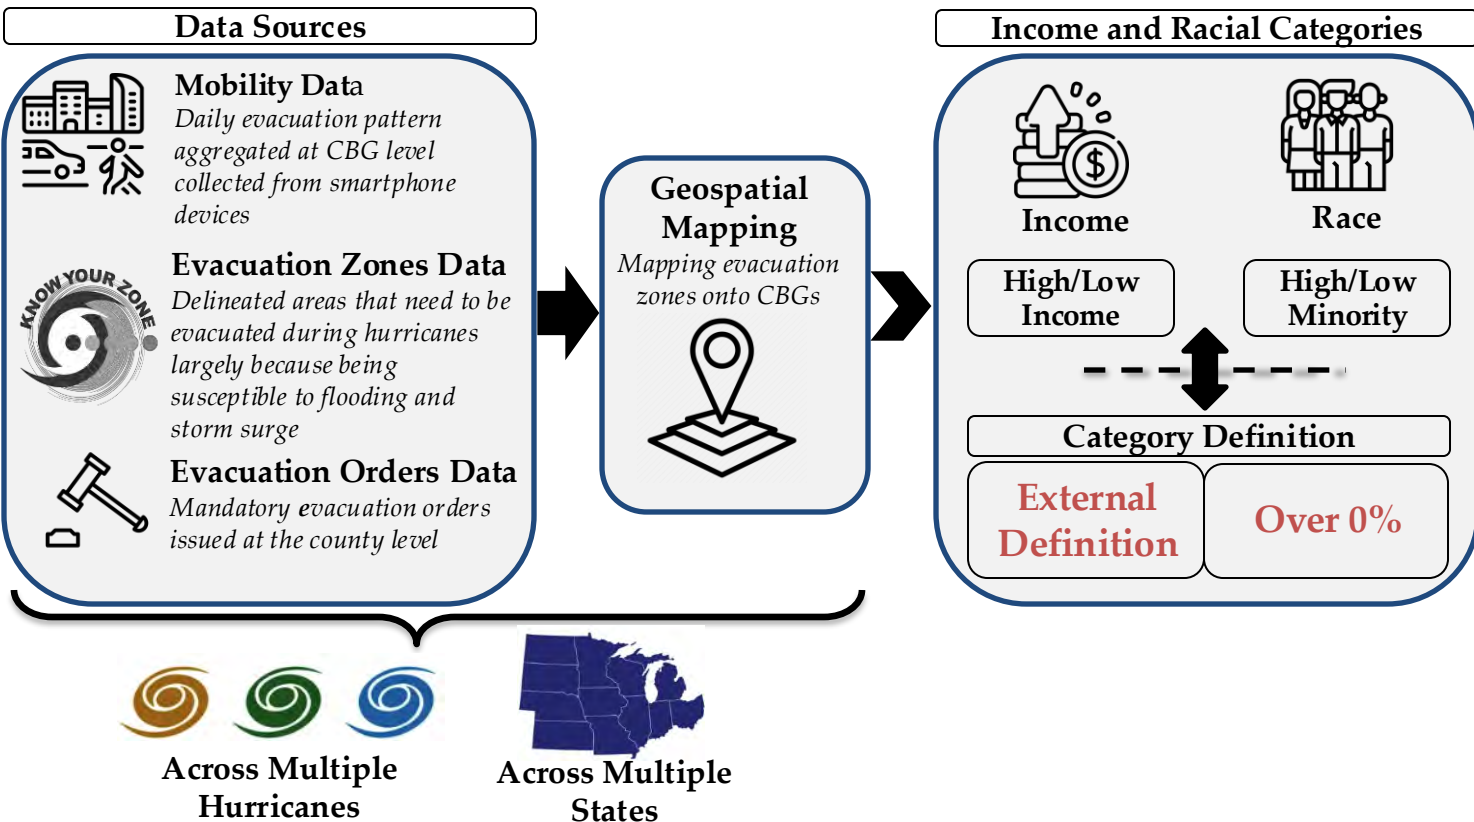 Data Sources
Mobility Data
Daily evacuation pattern
aggregated at CBG level
collected from smartphone
devices
KNOW YOUR ZONE
Evacuation Zones Data
Delineated areas that need to be
evacuated during hurricanes
largely because being
susceptible to flooding and
storm surge
Evacuation Orders Data
Mandatory evacuation orders
issued at the county level
Geospatial
Mapping
Mapping evacuation
zones onto CBGs
Income and Racial Categories
$
Income
Race
High/Low
Income
High/Low
Minority
Category Definition
External
Definition
Over 0%
Across Multiple
Hurricanes
Across Multiple
States